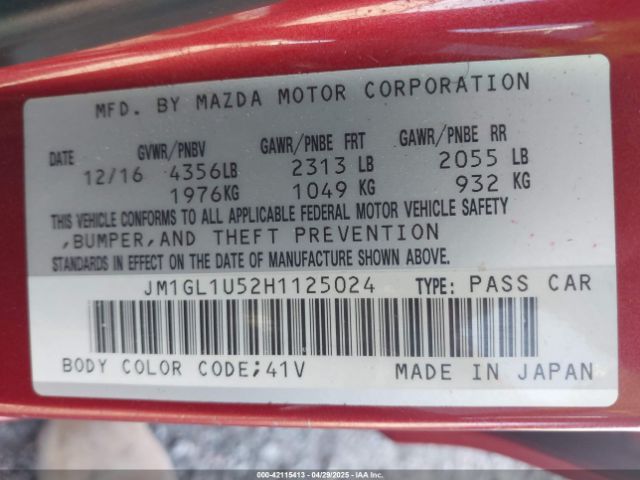 MFD. BY MAZDA MOTOR CORPORATION
DATE GVWR/PNBV GAWR/PNBE FRT GAWR/PNBE RR
12/16 4356LB 2313 LB 2055 LB
1976KG 1049 KG 932 KG
THIS VEHICLE CONFORMS TO ALL APPLICABLE FEDERAL MOTOR VEHICLE SAFETY
,BUMPER,AND THEFT PREVENTION
STANDARDS IN EFFECT ON THE DATE OF MANUFACTURE SHOWN ABOVE.
JM1GL1U52H1125024 TYPE: PASS CAR
BODY COLOR CODE;41V MADE IN JAPAN
000-42115413 04/29/2025 IAA, Inc.